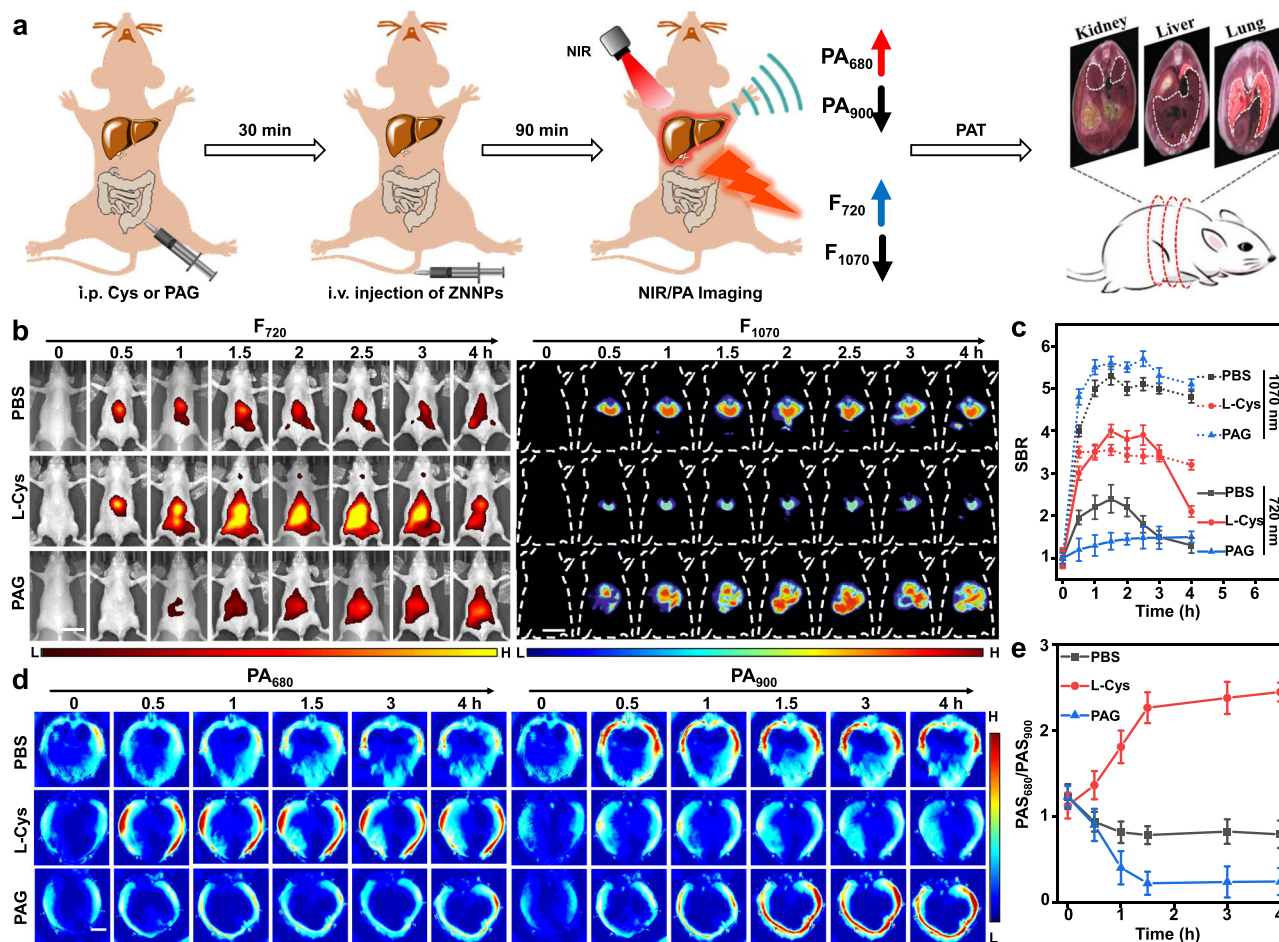 a
NIR
30 min
90 min
PA680
PA900
F720
F1070
PAT
Kidney Liver Lung
i.p. Cys or PAG
i.v. injection of ZNNPs
NIR/PA Imaging
b
F720
F1070
0 0.5 1 1.5 2 2.5 3 4 h
0 0.5 1 1.5 2 2.5 3 4 h
PBS
L-Cys
PAG
L H
L H
c
SBR
6
5
4
3
2
1
0 1 2 3 4 5 6
Time (h)
PBS
L-Cys
PAG
1070 nm
PBS
L-Cys
PAG
720 nm
d
PA680
PA900
0 0.5 1 1.5 3 4 h
0 0.5 1 1.5 3 4 h
PBS
L-Cys
PAG
H
L
e
PAS680/PAS900
3
2
1
0
0 1 2 3 4
Time (h)
PBS
L-Cys
PAG